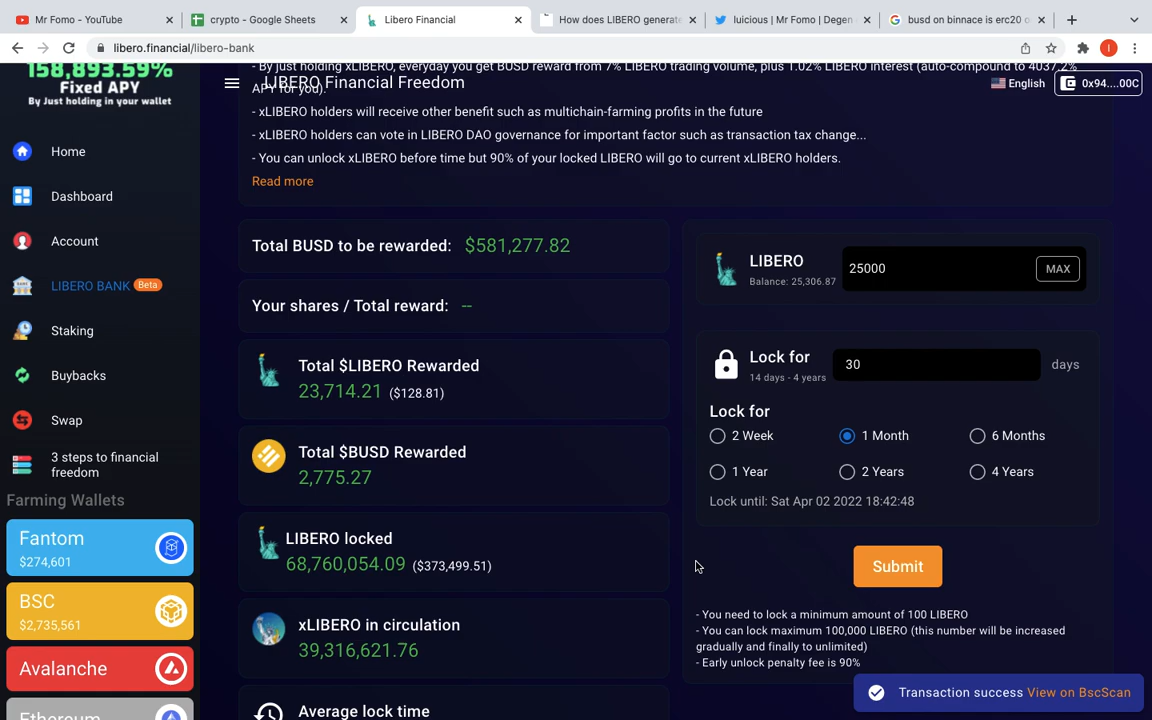 Mr Fomo - YouTube
crypto - Google Sheets
Libero Financial
How does LIBERO generate
luicious | Mr Fomo | Degen
busd on binnace is erc20 o
libero.financial/libero-bank
158,893.59%
Fixed APY
By Just holding in your wallet
Home
Dashboard
Account
LIBERO BANK Beta
Staking
Buybacks
Swap
3 steps to financial
freedom
Farming Wallets
Fantom
$274,601
BSC
$2,735,561
Avalanche
Ethereum
LIBERO Financial Freedom
English
0x94....00C
- By just holding xLIBERO, everyday you get BUSD reward from 7% LIBERO trading volume, plus 1.02% LIBERO interest (auto-compound to 4037.2%
APY for you).
- xLIBERO holders will receive other benefit such as multichain-farming profits in the future
- xLIBERO holders can vote in LIBERO DAO governance for important factor such as transaction tax change...
- You can unlock xLIBERO before time but 90% of your locked LIBERO will go to current xLIBERO holders.
Read more
Total BUSD to be rewarded: $581,277.82
Your shares / Total reward: --
Total $LIBERO Rewarded
23,714.21 ($128.81)
Total $BUSD Rewarded
2,775.27
LIBERO locked
68,760,054.09 ($373,499.51)
xLIBERO in circulation
39,316,621.76
Average lock time
LIBERO
Balance: 25,306.87
25000
MAX
Lock for
14 days - 4 years
30
days
Lock for
2 Week
1 Month
6 Months
1 Year
2 Years
4 Years
Lock until: Sat Apr 02 2022 18:42:48
Submit
- You need to lock a minimum amount of 100 LIBERO
- You can lock maximum 100,000 LIBERO (this number will be increased
gradually and finally to unlimited)
- Early unlock penalty fee is 90%
Transaction success View on BscScan